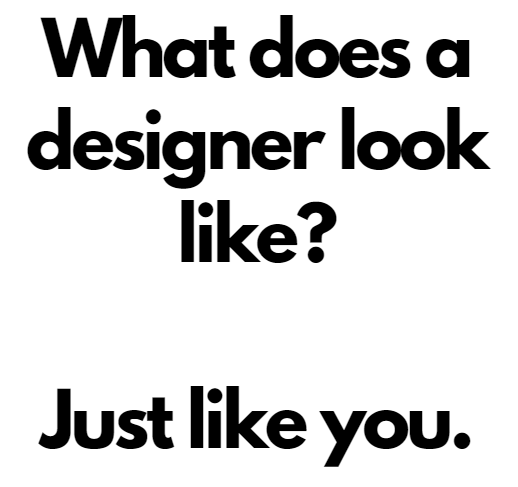 What does a
designer look
like?
Just like you.